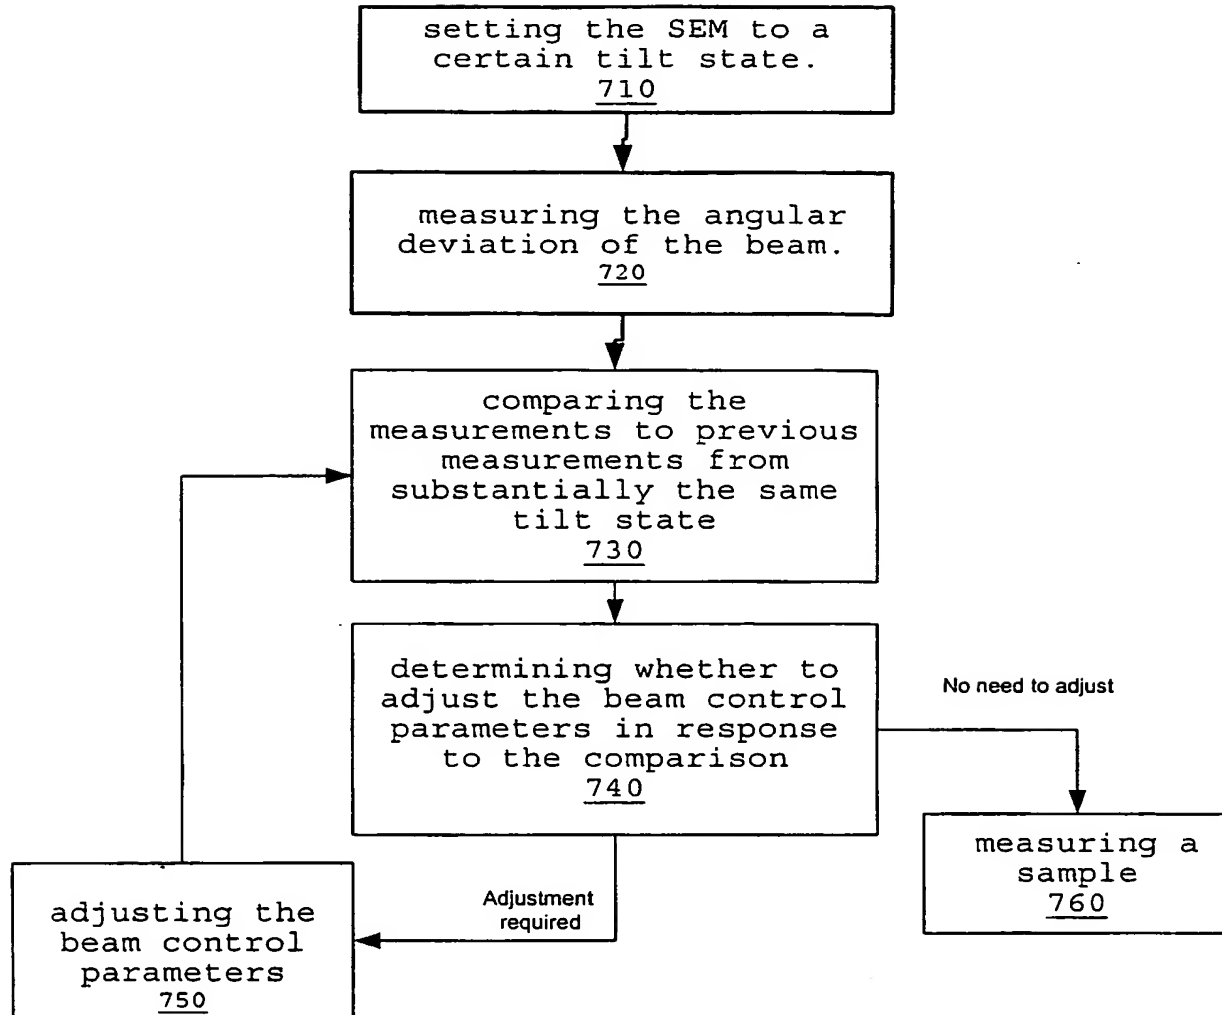 setting the SEM to a
certain tilt state.
710
measuring the angular
deviation of the beam.
720
comparing the
measurements to previous
measurements from
substantially the same
tilt state
730
determining whether to
adjust the beam control
parameters in response
to the comparison
740
No need to adjust
measuring a
sample
760
Adjustment
required
adjusting the
beam control
parameters
750